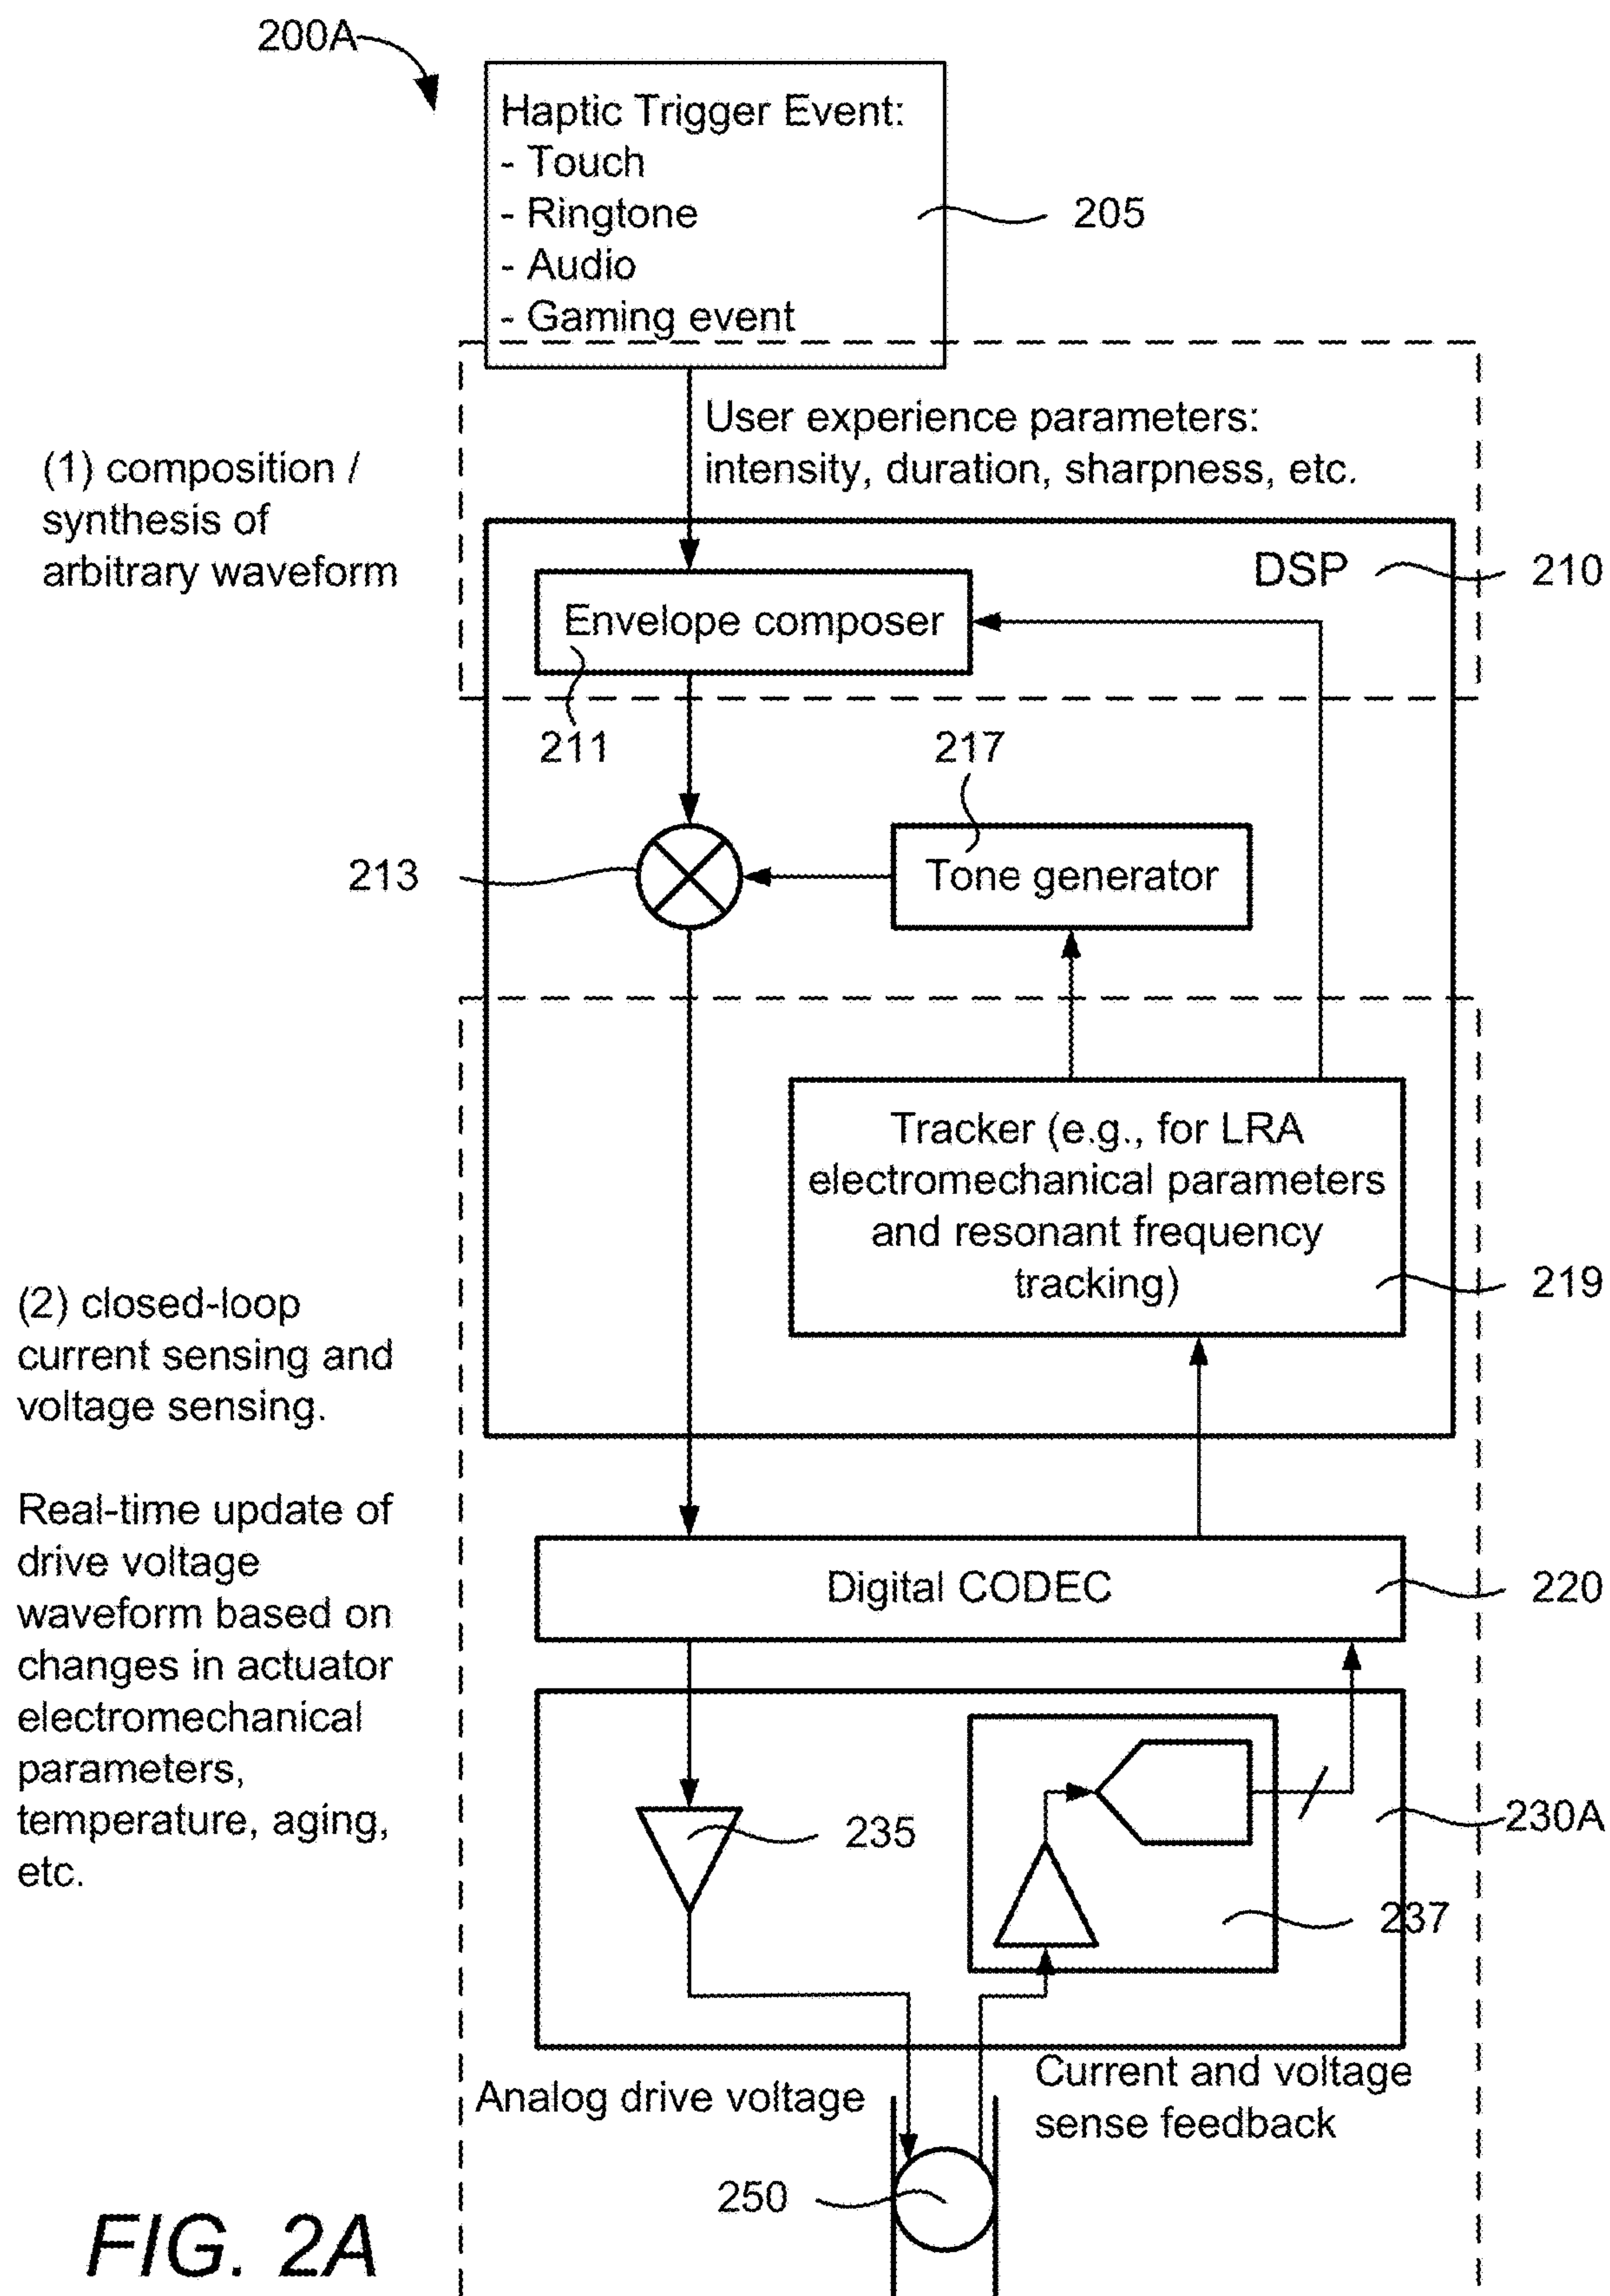 200A
Haptic Trigger Event:
- Touch
- Ringtone
- Audio
- Gaming event
205
User experience parameters:
intensity, duration, sharpness, etc.
(1) composition /
synthesis of
arbitrary waveform
DSP
210
Envelope composer
211
217
213
Tone generator
Tracker (e.g., for LRA
electromechanical parameters
and resonant frequency
tracking)
219
(2) closed-loop
current sensing and
voltage sensing.
Real-time update of
drive voltage
waveform based on
changes in actuator
electromechanical
parameters,
temperature, aging,
etc.
Digital CODEC
220
235
230A
237
Analog drive voltage
Current and voltage
sense feedback
250
FIG. 2A